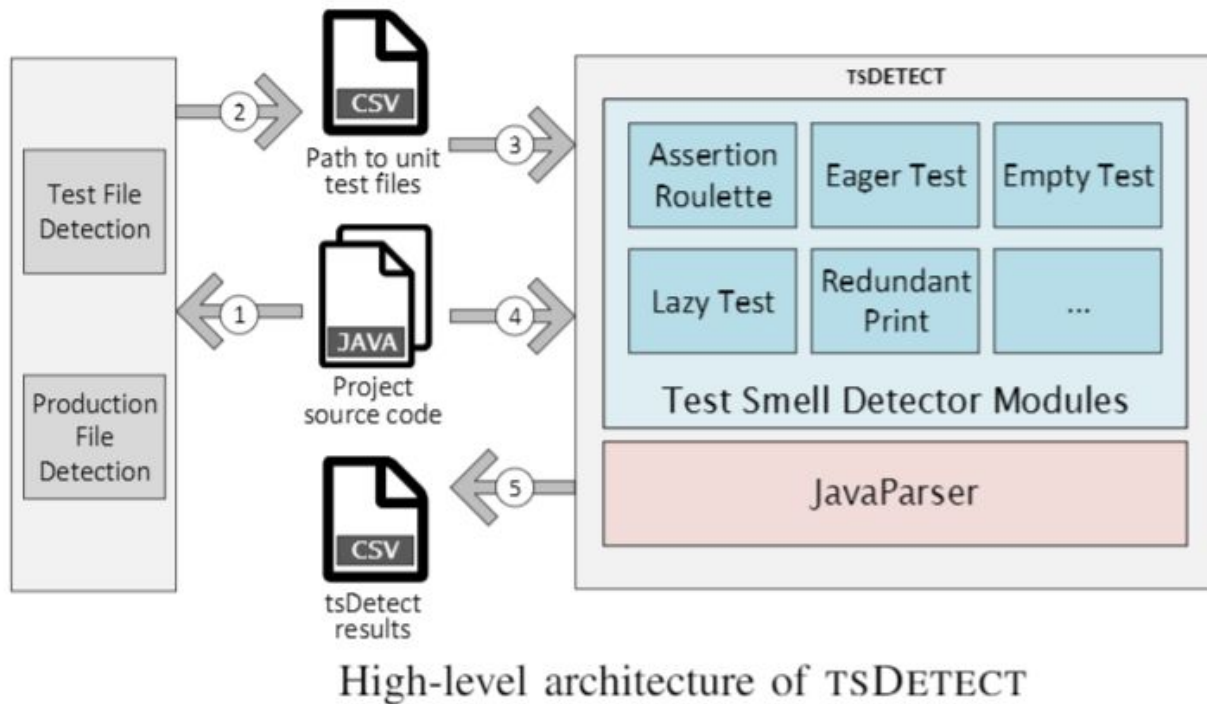 2
CSV
Path to unit
test files
3
Test File
Detection
1
JAVA
Project
source code
4
Production
File
Detection
CSV
tsDetect
results
5
TSDETECT
Assertion
Roulette
Eager Test
Empty Test
Lazy Test
Redundant
Print
...
Test Smell Detector Modules
JavaParser
High-level architecture of TSDETECT